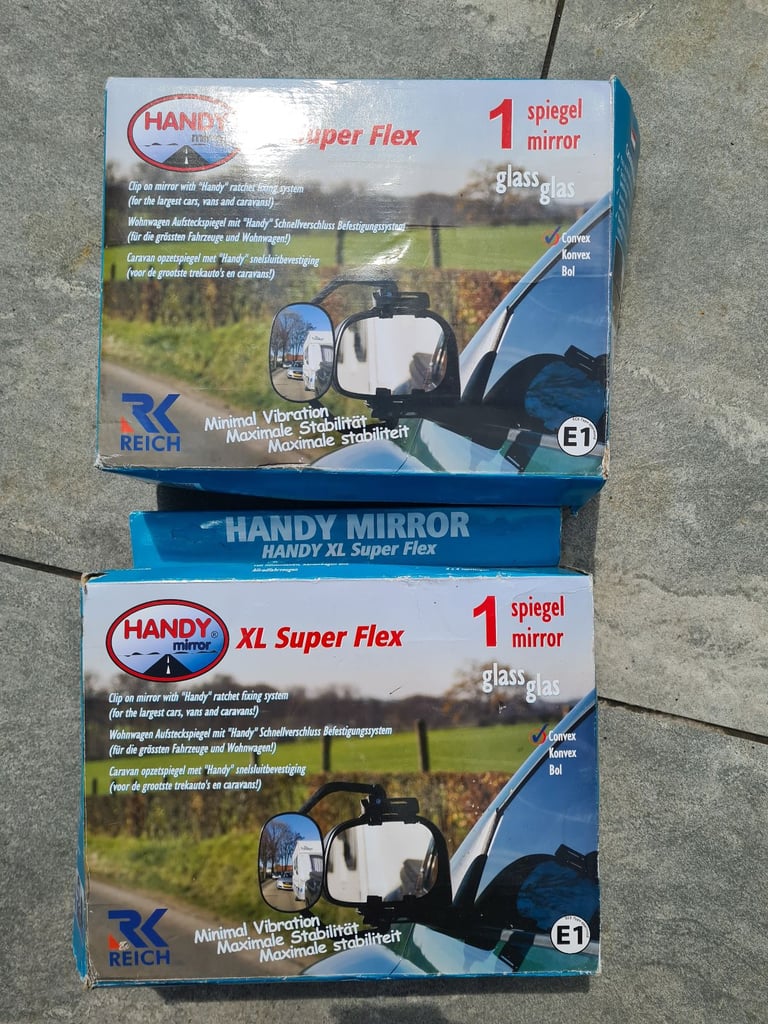 HANDY
mirror
Super Flex
1
spiegel
mirror
glass
glas
Clip on mirror with "Handy" ratchet fixing system
(for the largest cars, vans and caravans!)
Wohnwagen Aufsteckspiegel mit "Handy" Schnellverschluss Befestigungssystem
(für die grössten Fahrzeuge und Wohnwagen!)
Caravan opzetspiegel met "Handy" snelsluitbevestiging
(voor de grootste trekauto's en caravans!)
Convex
Konvex
Bol
RK
REICH
Minimal Vibration
Maximale Stabilität
Maximale stabiliteit
E1
HANDY MIRROR
HANDY XL Super Flex
HANDY®
mirror
XL Super Flex
1
spiegel
mirror
glass
glas
Clip on mirror with "Handy" ratchet fixing system
(for the largest cars, vans and caravans!)
Wohnwagen Aufsteckspiegel mit "Handy" Schnellverschluss Befestigungssystem
(für die grössten Fahrzeuge und Wohnwagen!)
Caravan opzetspiegel met "Handy" snelsluitbevestiging
(voor de grootste trekauto's en caravans!)
Convex
Konvex
Bol
RK
REICH
Minimal Vibration
Maximale Stabilität
Maximale stabiliteit
E1